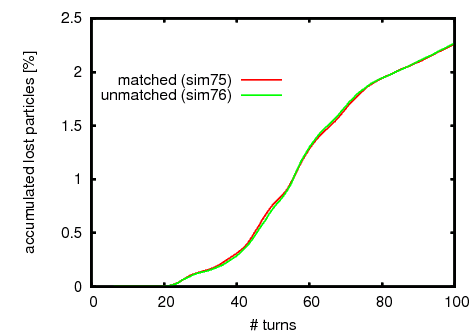 2.5
2
1.5
1
0.5
0
accumulated lost particles [%]
matched (sim75)
unmatched (sim76)
0 20 40 60 80 100
# turns